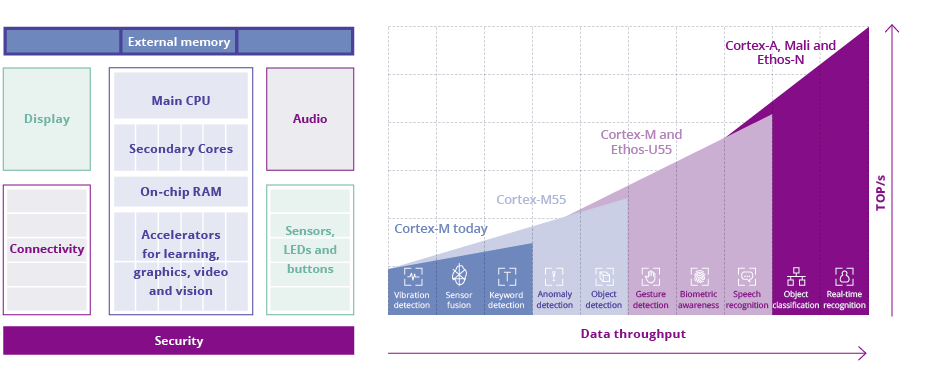 External memory
Display
Main CPU
Secondary Cores
On-chip RAM
Accelerators
for learning,
graphics, video
and vision
Audio
Connectivity
Sensors,
LEDs and
buttons
Security
Cortex-A, Mali and
Ethos-N
Cortex-M and
Ethos-U55
Cortex-M55
Cortex-M today
Vibration
detection
Sensor
fusion
Keyword
detection
Anomaly
detection
Object
detection
Gesture
detection
Biometric
awareness
Speech
recognition
Object
classification
Real-time
recognition
TOP/s
Data throughput